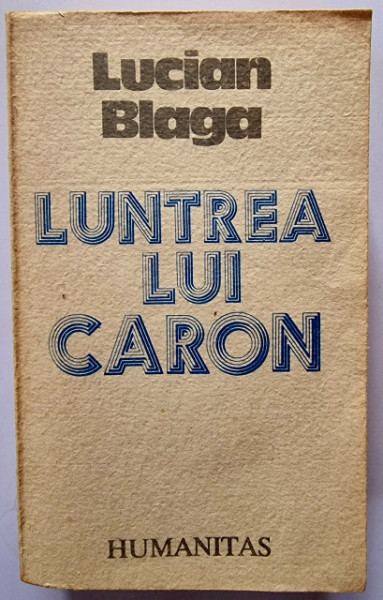 Lucian
Blaga
LUNTREA
LUI
CARON
HUMANITAS